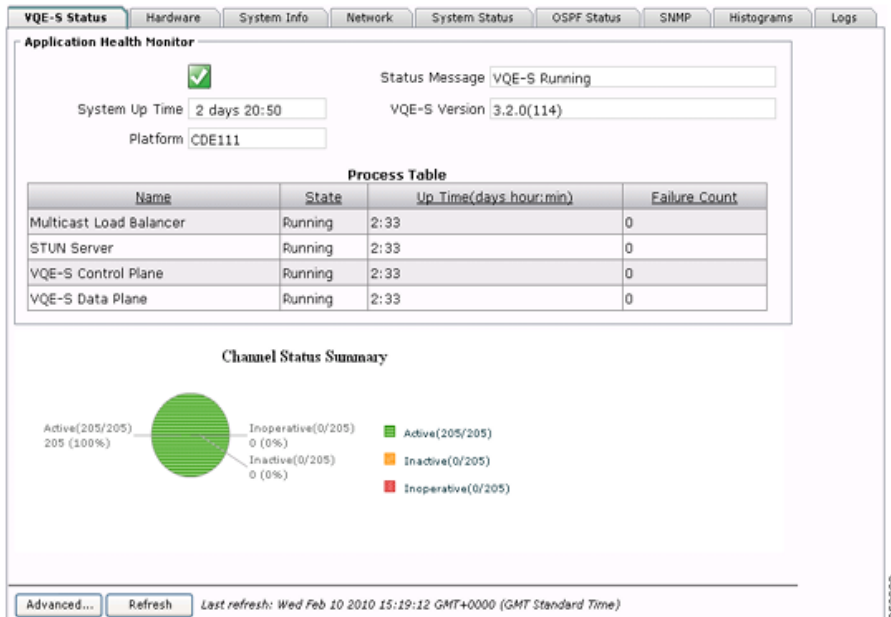 VQE-S Status Hardware System Info Network System Status OSPF Status SNMP Histograms Logs
Application Health Monitor
Status Message VQE-S Running
System Up Time 2 days 20:50 VQE-S Version 3.2.0(114)
Platform CDE111
Process Table
Name State Up Time(days hour:min) Failure Count
Multicast Load Balancer Running 2:33 0
STUN Server Running 2:33 0
VQE-S Control Plane Running 2:33 0
VQE-S Data Plane Running 2:33 0
Channel Status Summary
Active(205/205)
205 (100%)
Inoperative(0/205)
0 (0%)
Inactive(0/205)
0 (0%)
Active(205/205)
Inactive(0/205)
Inoperative(0/205)
Advanced... Refresh Last refresh: Wed Feb 10 2010 15:19:12 GMT+0000 (GMT Standard Time)